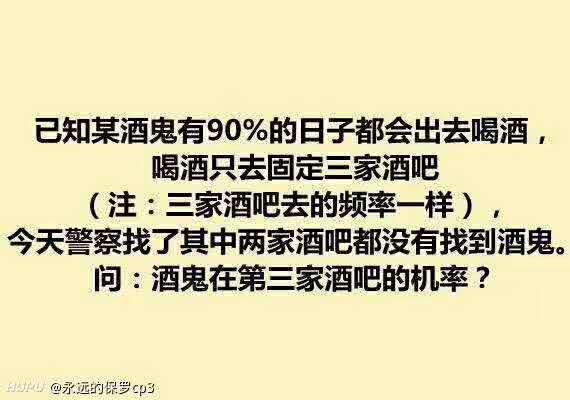 已知某酒鬼有90%的日子都会出去喝酒，
喝酒只去固定三家酒吧
（注：三家酒吧去的频率一样），
今天警察找了其中两家酒吧都没有找到酒鬼。
问：酒鬼在第三家酒吧的机率？
HUPU @永远的保罗cp3